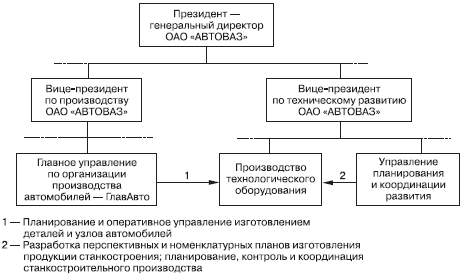 Президент —
генеральный директор
ОАО «АВТОВАЗ»
Вице-президент
по производству
ОАО «АВТОВАЗ»
Вице-президент
по техническому развитию
ОАО «АВТОВАЗ»
Главное управление
по организации
производства
автомобилей — ГлавАвто
1
Производство
технологического
оборудования
2
Управление
планирования
и координации
развития
1 — Планирование и оперативное управление изготовлением
деталей и узлов автомобилей
2 — Разработка перспективных и номенклатурных планов изготовления
продукции станкостроения; планирование, контроль и координация
станкостроительного производства